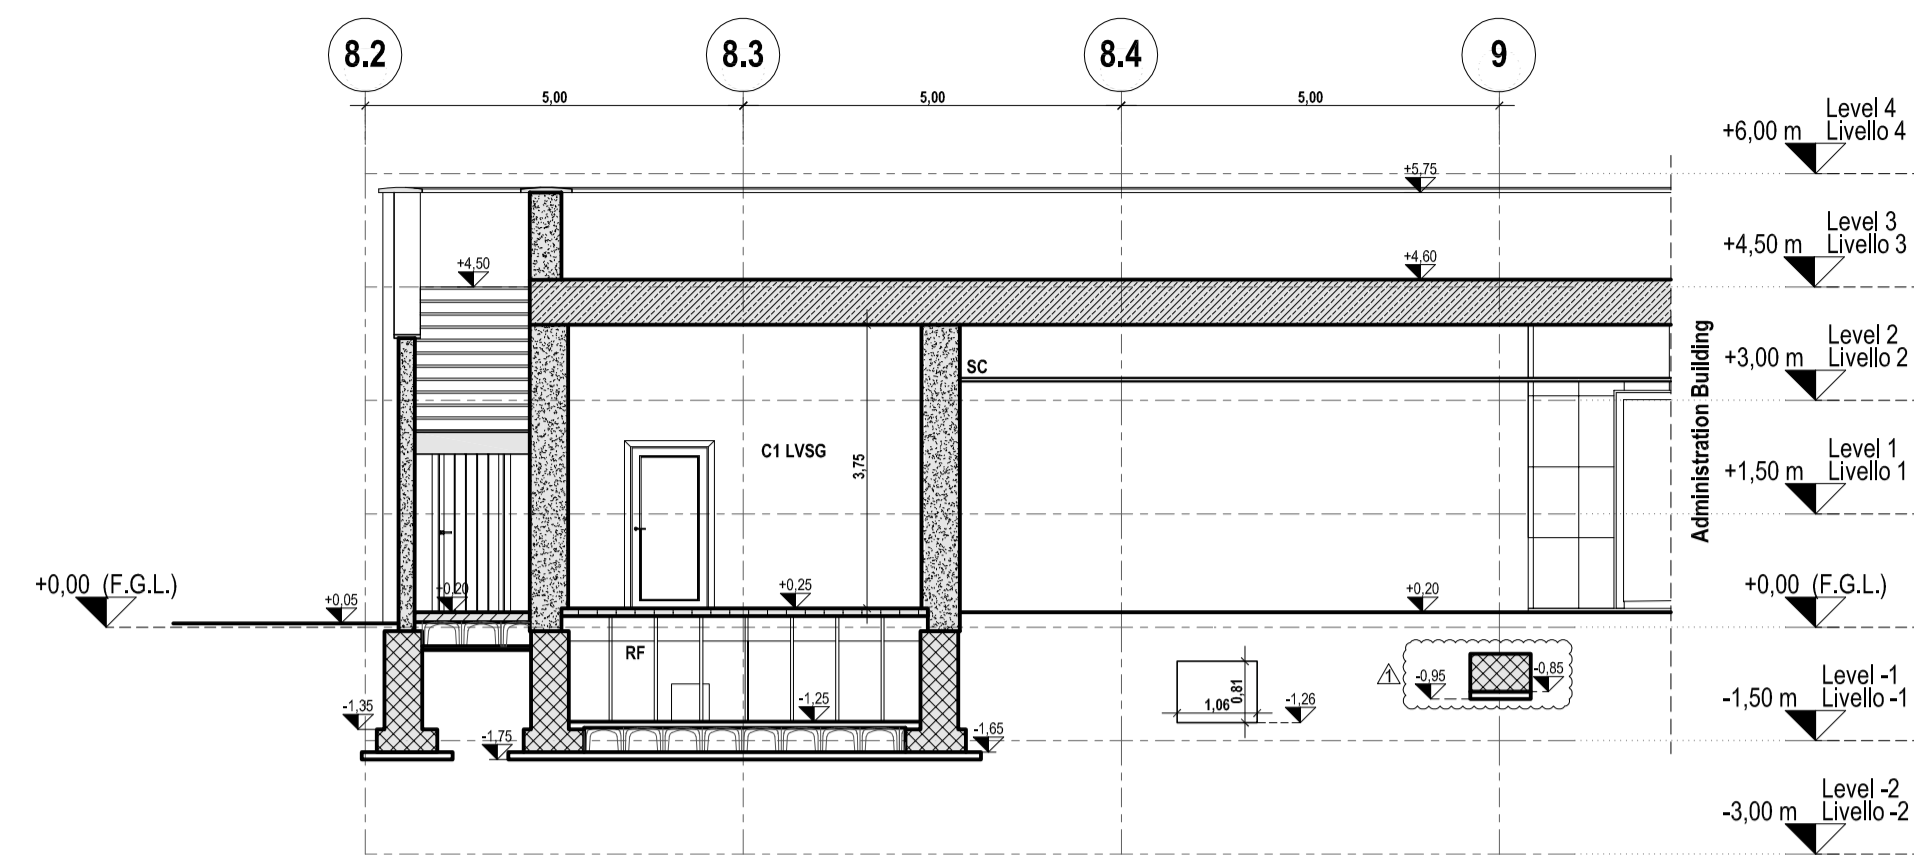 8.2
8.3
8.4
9
5,00
5,00
5,00
Level 4
+6,00 m Livello 4
+5,75
Level 3
+4,50 m Livello 3
+4,50
+4,60
Level 2
+3,00 m Livello 2
SC
Administration Building
C1 LVSG
3,75
Level 1
+1,50 m Livello 1
+0,00 (F.G.L.)
+0,05
+0,20
+0,25
+0,20
+0,00 (F.G.L.)
RF
1
-0,95
-0,85
0,81
1,06
-1,26
-1,25
-1,35
-1,75
-1,65
Level -1
-1,50 m Livello -1
Level -2
-3,00 m Livello -2